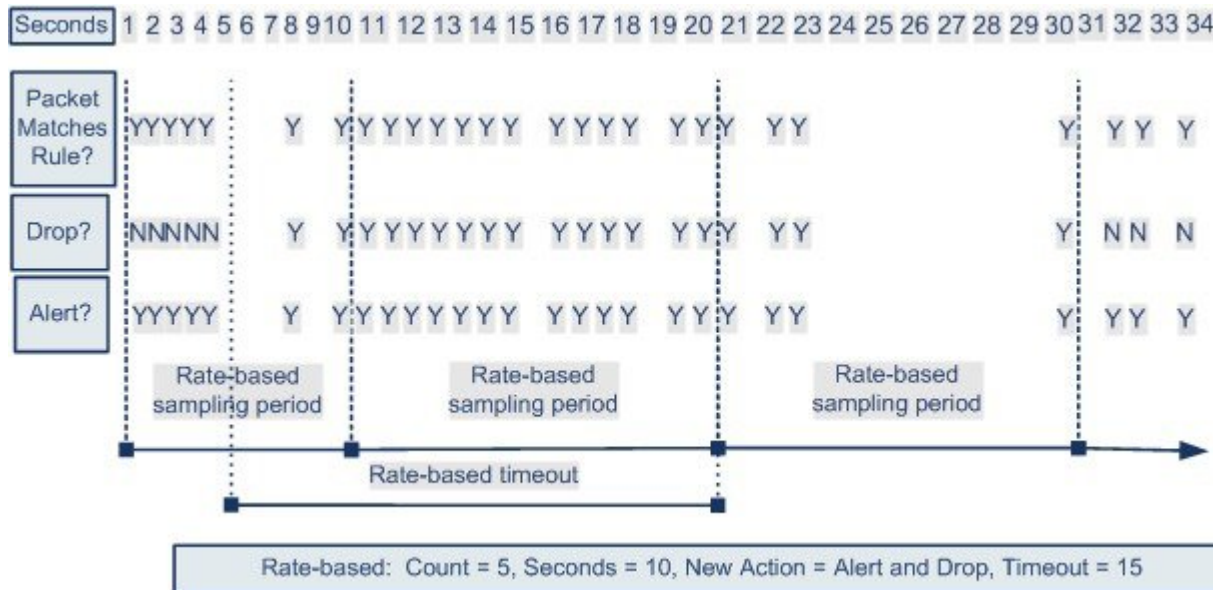 Seconds 1 2 3 4 5 6 7 8 9 10 11 12 13 14 15 16 17 18 19 20 21 22 23 24 25 26 27 28 29 30 31 32 33 34
Packet
Matches
Rule?
YYYYY Y Y Y Y Y Y Y Y Y Y Y Y Y Y Y Y Y Y Y Y Y Y
Drop?
NNNNN Y Y Y Y Y Y Y Y Y Y Y Y Y Y Y Y Y Y Y N N N
Alert?
YYYYY Y Y Y Y Y Y Y Y Y Y Y Y Y Y Y Y Y Y Y Y Y Y
Rate-based
sampling period
Rate-based
sampling period
Rate-based
sampling period
Rate-based timeout
Rate-based: Count = 5, Seconds = 10, New Action = Alert and Drop, Timeout = 15